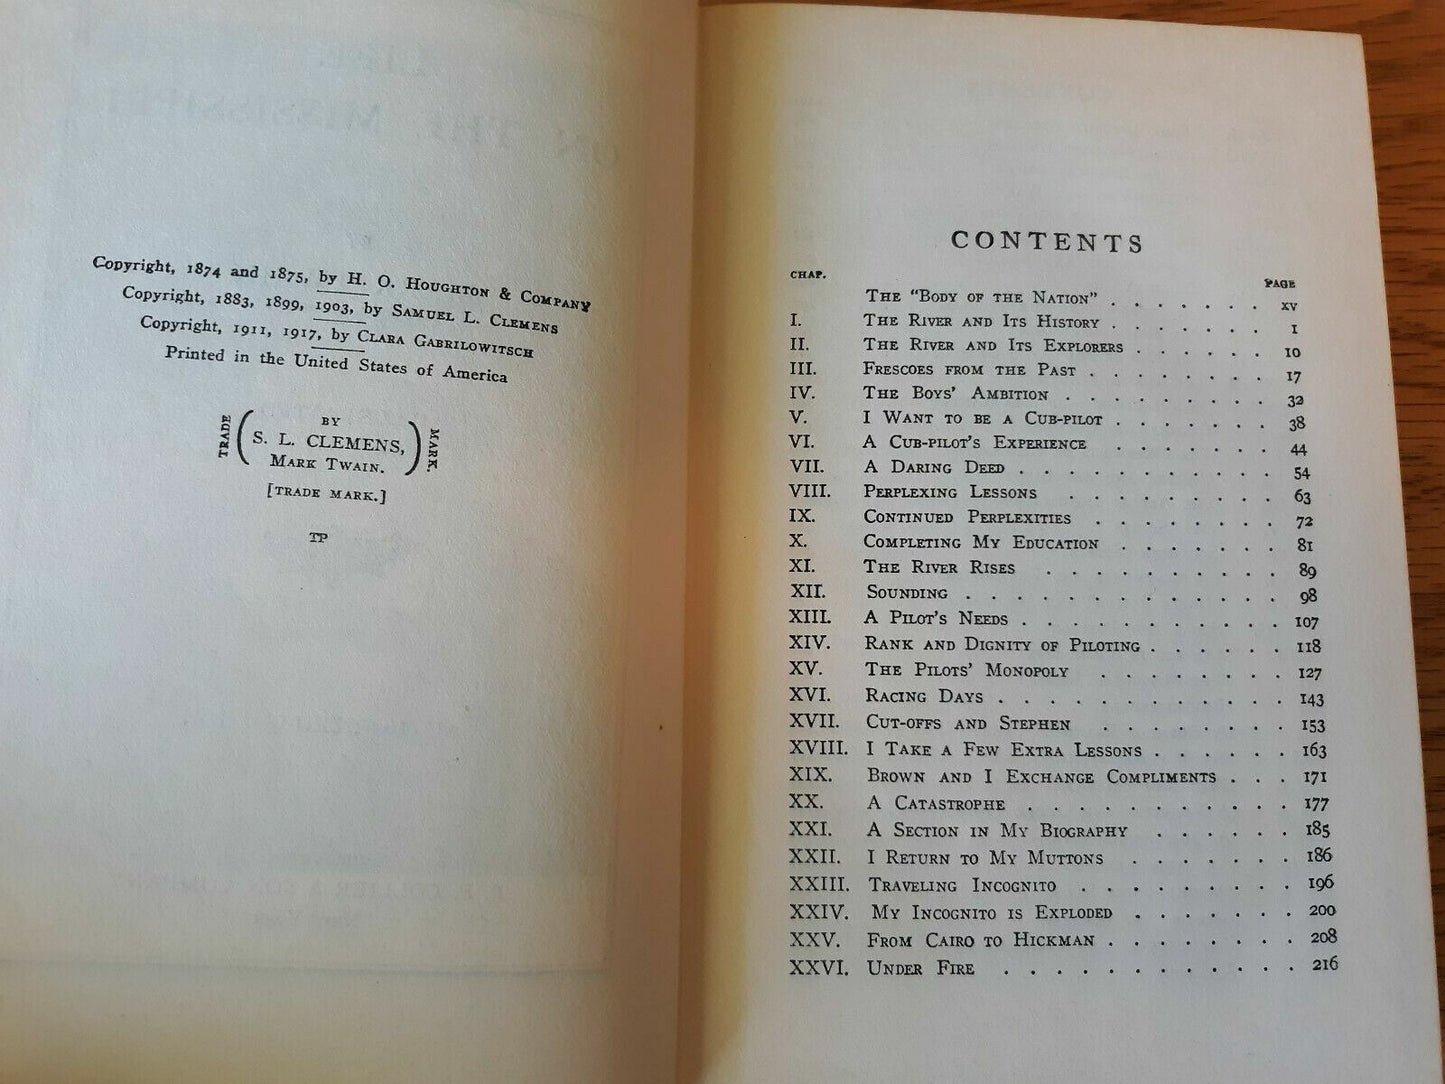 Copyright, 1874 and 1875, by H. O. Houghton & Company
Copyright, 1883, 1899, 1903, by Samuel L. Clemens
Copyright, 1911, 1917, by Clara Gabrilowitsch
Printed in the United States of America
TRADE
BY
S. L. CLEMENS,
Mark Twain.
MARK.
[TRADE MARK.]
TP
CONTENTS
CHAP. PAGE
The "Body of the Nation" . . . . . . . xv
I. The River and Its History . . . . . . . 1
II. The River and Its Explorers . . . . . . 10
III. Frescoes from the Past . . . . . . . . 17
IV. The Boys' Ambition . . . . . . . . . 32
V. I Want to be a Cub-pilot . . . . . . . 38
VI. A Cub-pilot's Experience . . . . . . . 44
VII. A Daring Deed . . . . . . . . . . . 54
VIII. Perplexing Lessons . . . . . . . . . 63
IX. Continued Perplexities . . . . . . . . 72
X. Completing My Education . . . . . . . 81
XI. The River Rises . . . . . . . . . . 89
XII. Sounding . . . . . . . . . . . . . 98
XIII. A Pilot's Needs . . . . . . . . . . . 107
XIV. Rank and Dignity of Piloting . . . . . . 118
XV. The Pilots' Monopoly . . . . . . . . 127
XVI. Racing Days . . . . . . . . . . . . 143
XVII. Cut-offs and Stephen . . . . . . . . 153
XVIII. I Take a Few Extra Lessons . . . . . . 163
XIX. Brown and I Exchange Compliments . . . 171
XX. A Catastrophe . . . . . . . . . . . 177
XXI. A Section in My Biography . . . . . . 185
XXII. I Return to My Muttons . . . . . . . 186
XXIII. Traveling Incognito . . . . . . . . . 196
XXIV. My Incognito is Exploded . . . . . . . 200
XXV. From Cairo to Hickman . . . . . . . . 208
XXVI. Under Fire . . . . . . . . . . . . 216